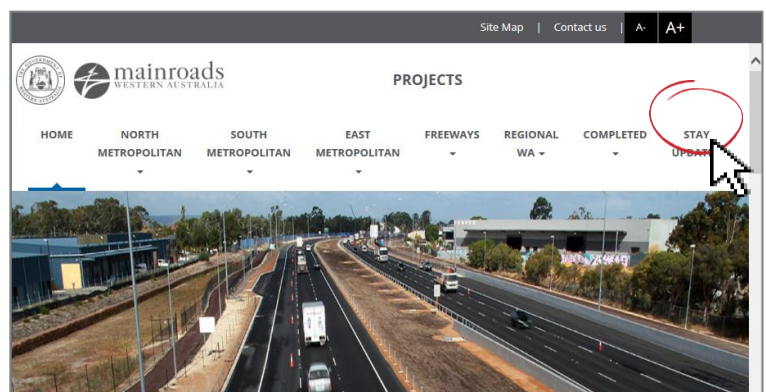 Site Map | Contact us | A- A+
mainroads
WESTERN AUSTRALIA
PROJECTS
HOME NORTH METROPOLITAN SOUTH METROPOLITAN EAST METROPOLITAN FREEWAYS REGIONAL WA COMPLETED STAY